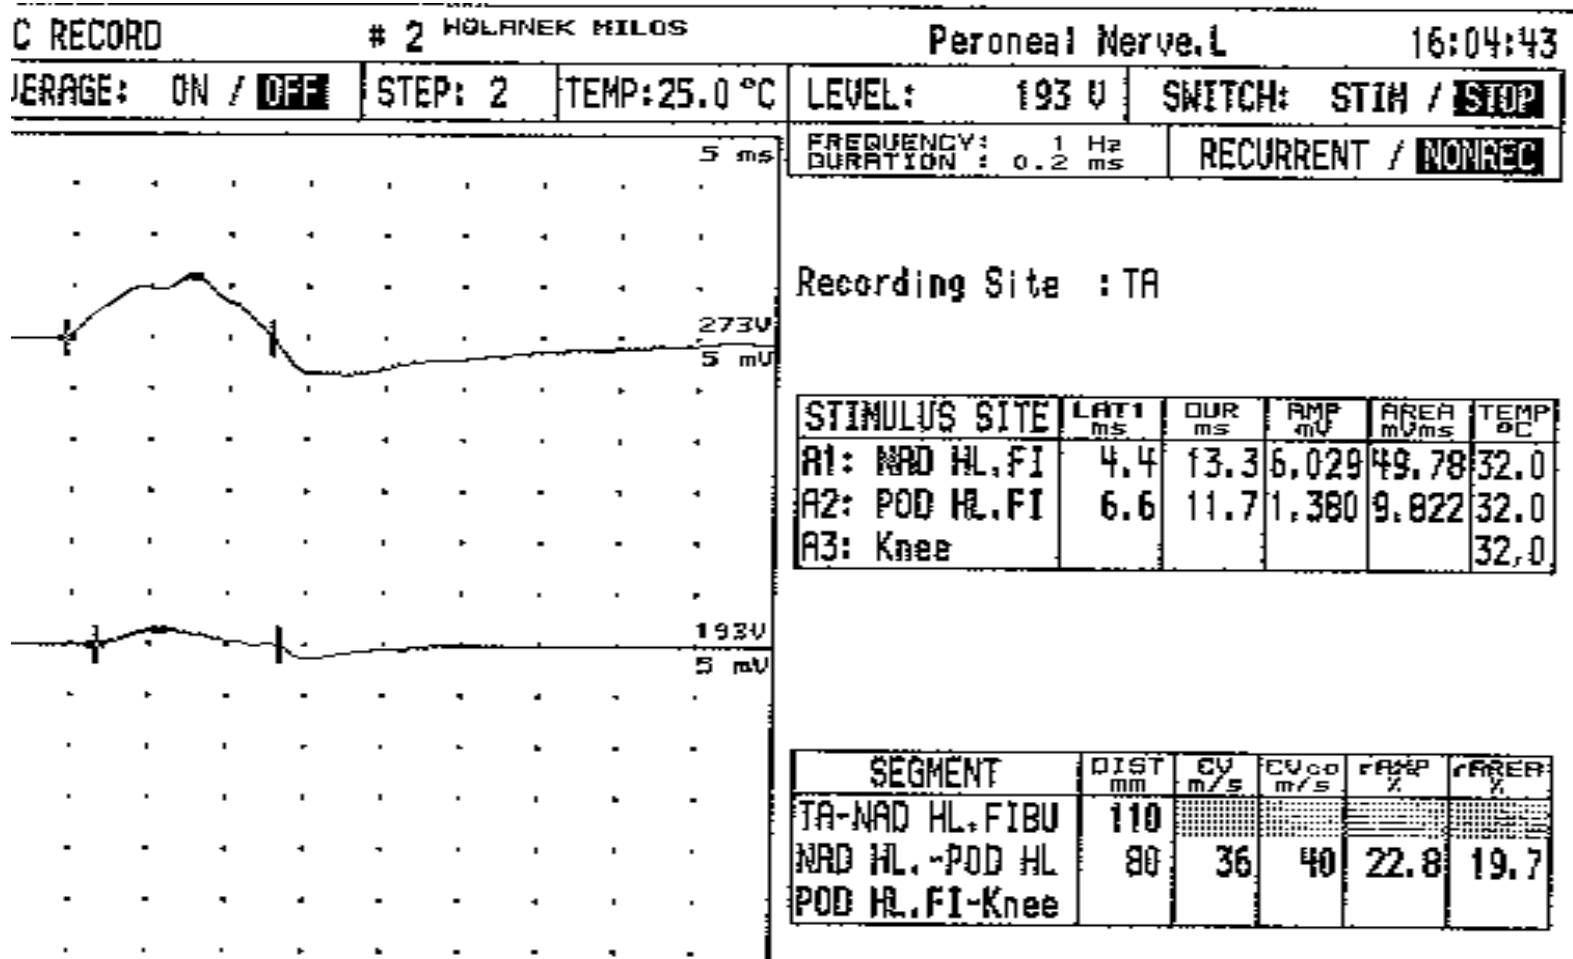 C RECORD # 2 HOLANEK MILOS Peroneal Nerve.L 16:04:43
VERAGE: ON / OFF STEP: 2 TEMP:25.0 °C LEVEL: 193 V SWITCH: STIM / STOP
5 ms FREQUENCY: 1 Hz
DURATION : 0.2 ms
RECURRENT / NONREC
Recording Site : TA
273V
5 mV
STIMULUS SITE LAT1 ms DUR ms AMP mV AREA mVms TEMP °C
A1: NAD HL.FI 4.4 13.3 6.029 49.78 32.0
A2: POD HL.FI 6.6 11.7 1.380 9.822 32.0
A3: Knee 32.0
193V
5 mV
SEGMENT DIST mm CV m/s CVco m/s rAMP % rAREA %
TA-NAD HL.FIBU 110
NAD HL.-POD HL 80 36 40 22.8 19.7
POD HL.FI-Knee